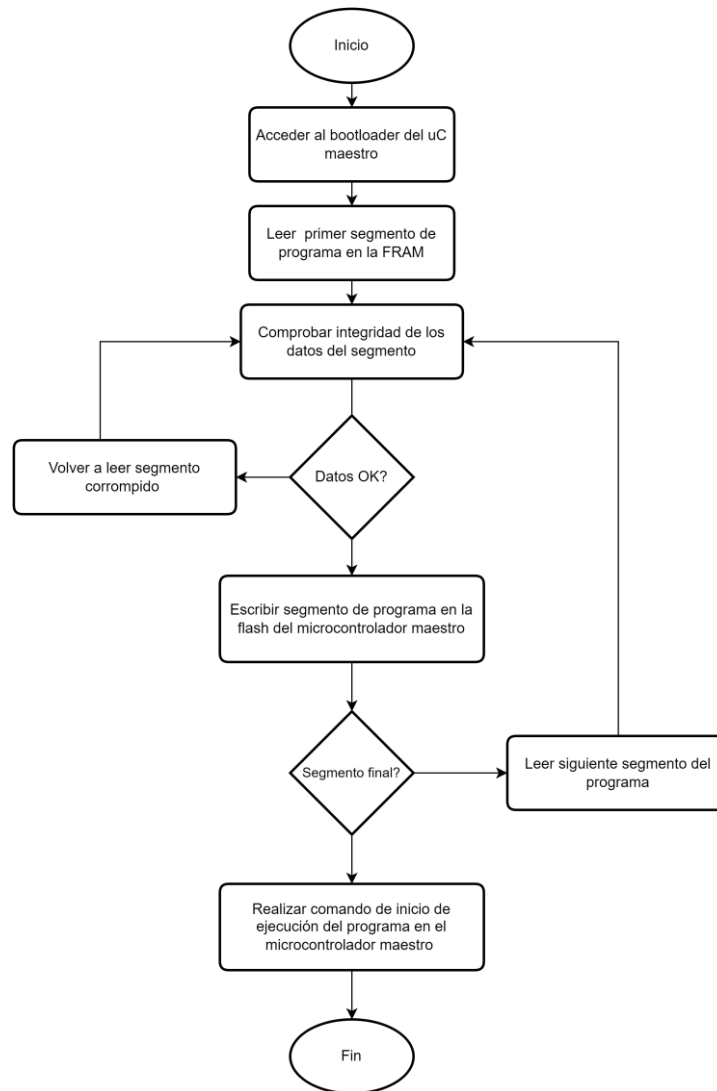 Inicio
Acceder al bootloader del uC
maestro
Leer primer segmento de
programa en la FRAM
Comprobar integridad de los
datos del segmento
Volver a leer segmento
corrompido
Datos OK?
Escribir segmento de programa en la
flash del microcontrolador maestro
Segmento final?
Leer siguiente segmento del
programa
Realizar comando de inicio de
ejecución del programa en el
microcontrolador maestro
Fin